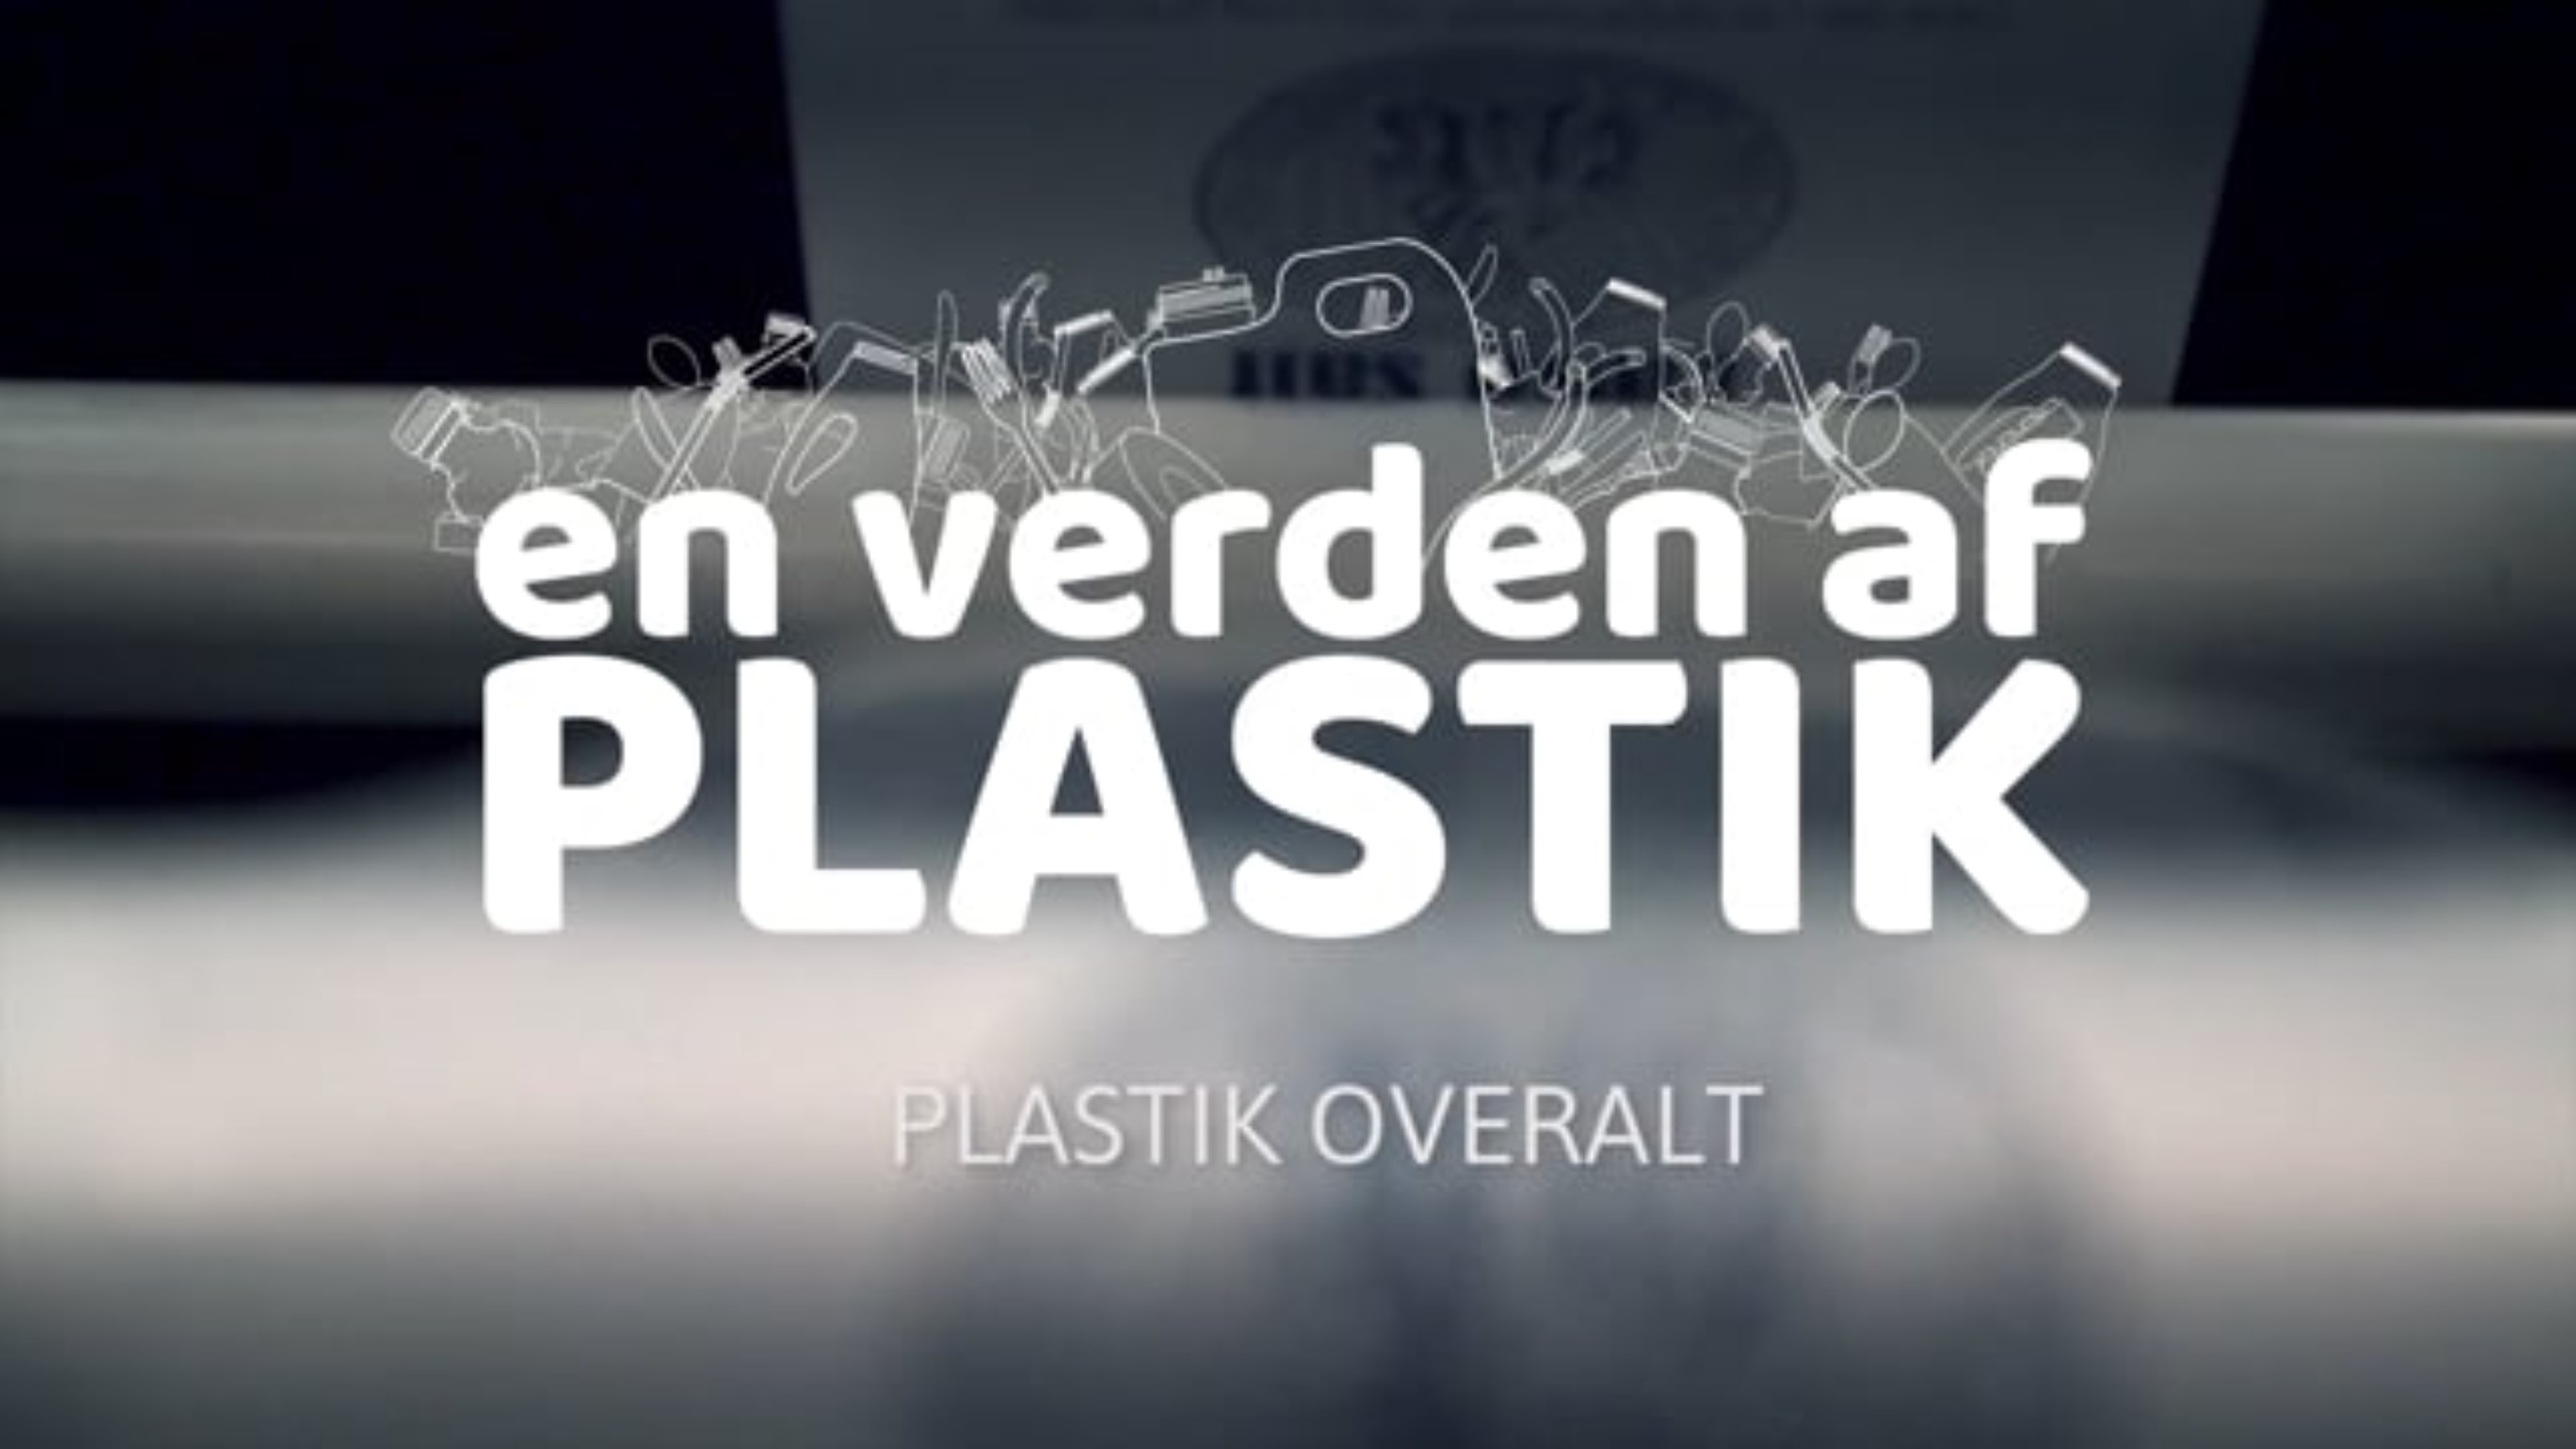 en verden af
PLASTIK
PLASTIK OVERALT